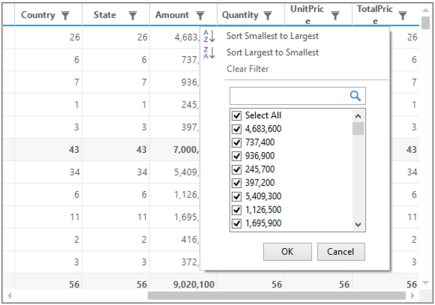 Country State Amount Quantity UnitPric e TotalPric e
26 26 4,683, 26
6 6 737, 6
7 7 936, 7
1 1 245, 1
3 3 397, 3
43 43 7,000, 43
34 34 5,409, 34
6 6 1,126, 6
11 11 1,695, 11
2 2 416, 2
3 3 372, 3
56 56 9,020,100 56 56 56
Sort Smallest to Largest
Sort Largest to Smallest
Clear Filter
Select All
4,683,600
737,400
936,900
245,700
397,200
5,409,300
1,126,500
1,695,900
OK Cancel